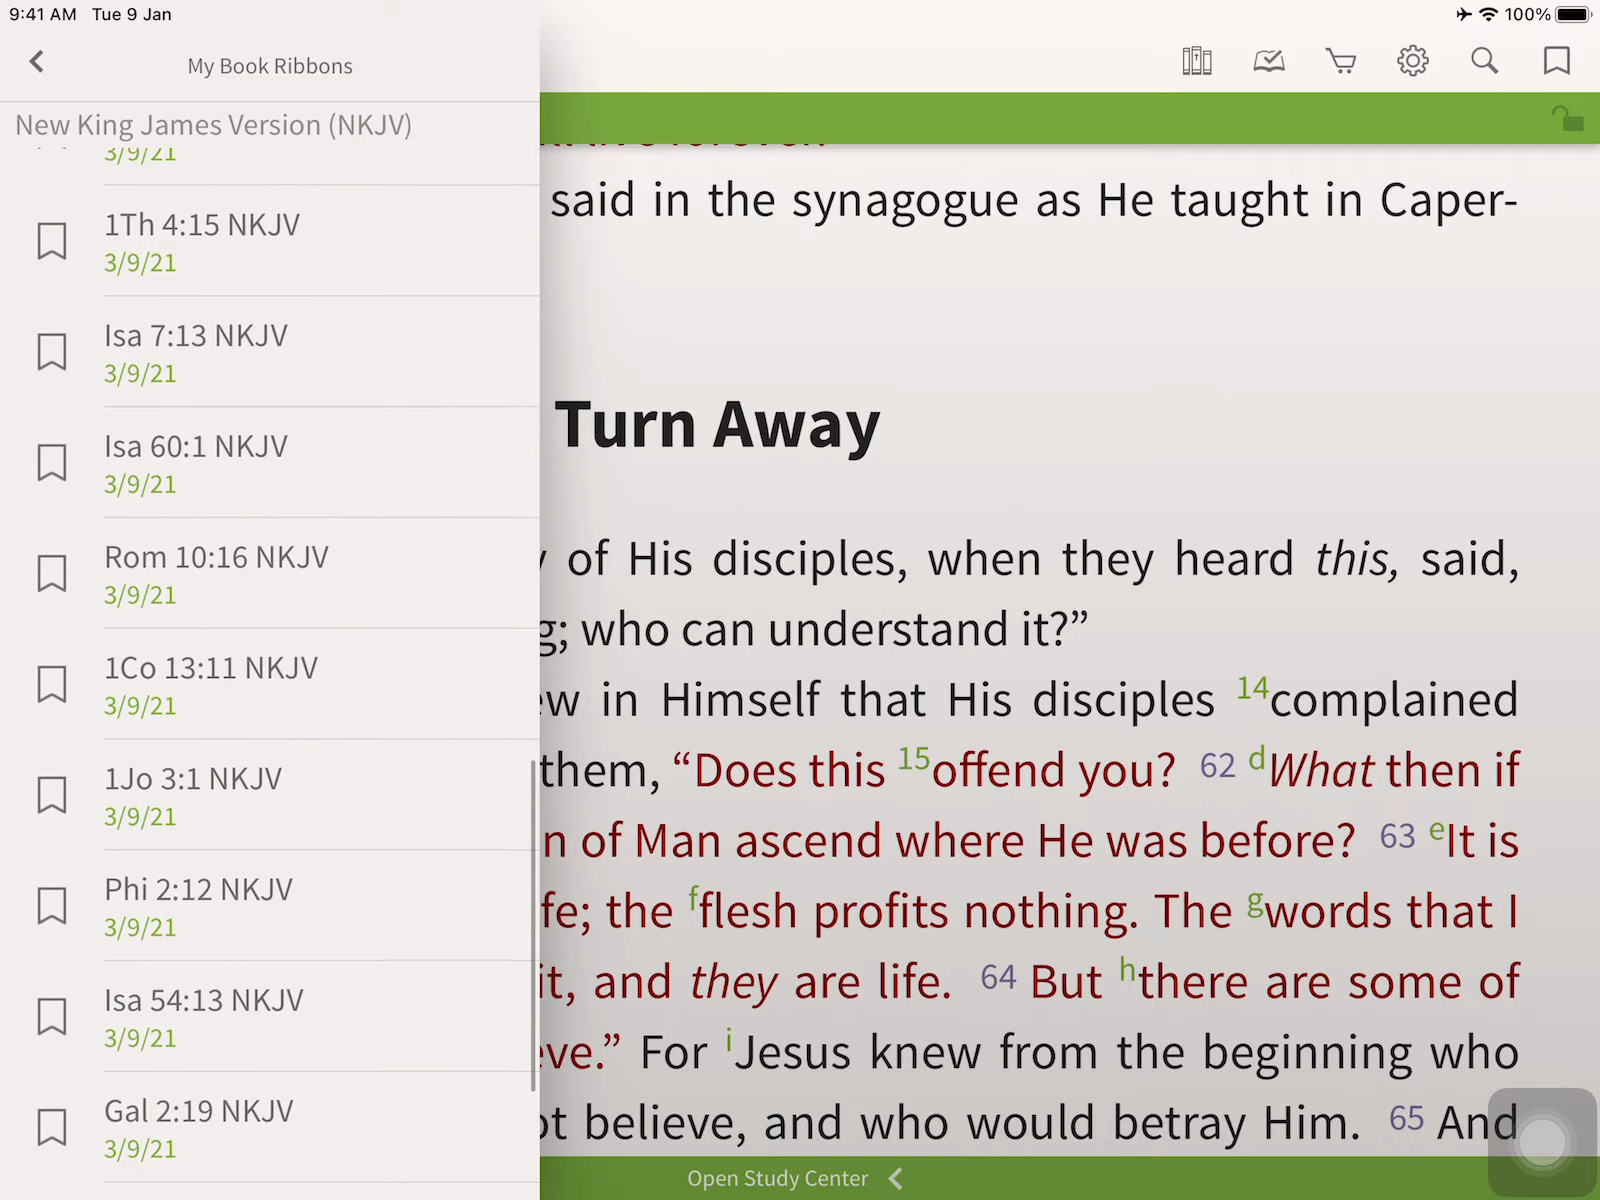 9:41 AM Tue 9 Jan
100%
My Book Ribbons
New King James Version (NKJV)
3/9/21
1Th 4:15 NKJV
3/9/21
Isa 7:13 NKJV
3/9/21
Isa 60:1 NKJV
3/9/21
Rom 10:16 NKJV
3/9/21
1Co 13:11 NKJV
3/9/21
1Jo 3:1 NKJV
3/9/21
Phi 2:12 NKJV
3/9/21
Isa 54:13 NKJV
3/9/21
Gal 2:19 NKJV
3/9/21
forever.
said in the synagogue as He taught in Caper-
Turn Away
of His disciples, when they heard this, said,
who can understand it?”
in Himself that His disciples 14complained
them, “Does this 15offend you? 62 dWhat then if
of Man ascend where He was before? 63 eIt is
the fflesh profits nothing. The gwords that I
and they are life. 64 But hthere are some of
For iJesus knew from the beginning who
believe, and who would betray Him. 65 And
Open Study Center